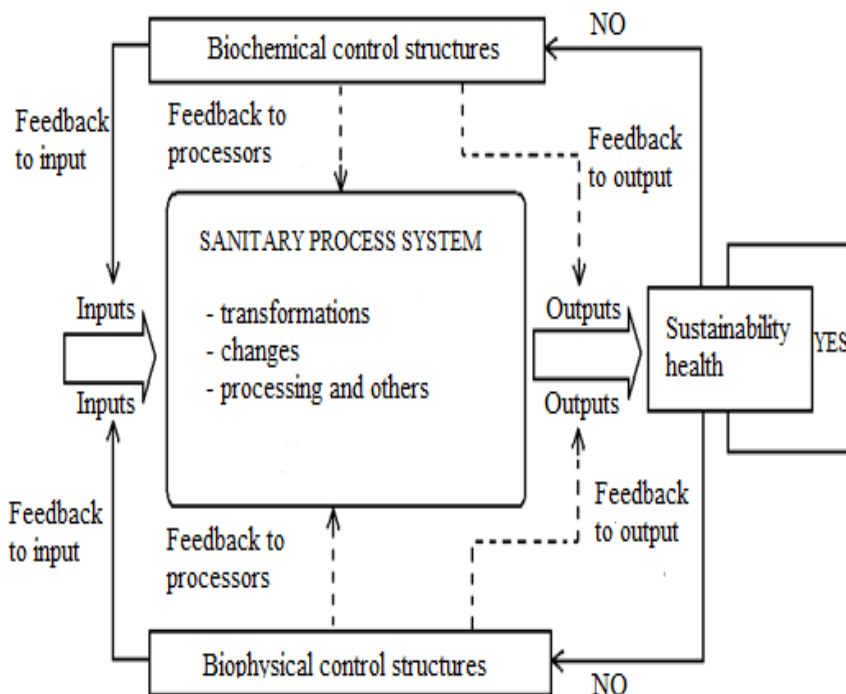 NO
Biochemical control structures
Feedback
to input
Feedback to
processors
Feedback
to output
SANITARY PROCESS SYSTEM
- transformations
- changes
- processing and others
Inputs
Inputs
Outputs
Outputs
Sustainability
health
YES
Feedback
to input
Feedback to
processors
Feedback
to output
Biophysical control structures
NO